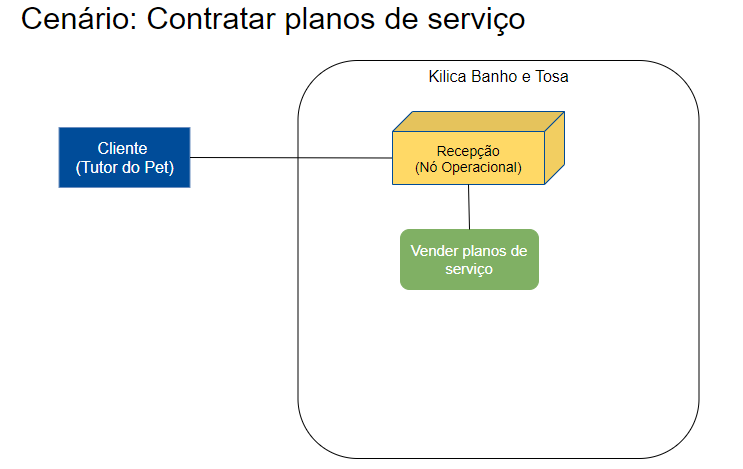 Cenário: Contratar planos de serviço
Kilica Banho e Tosa
Cliente
(Tutor do Pet)
Recepção
(Nó Operacional)
Vender planos de
serviço